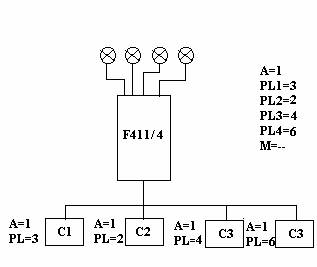 A=1
PL1=3
PL2=2
PL3=4
PL4=6
M=--
F411/4
A=1
PL=3
C1
A=1
PL=2
C2
A=1
PL=4
C3
A=1
PL=6
C3